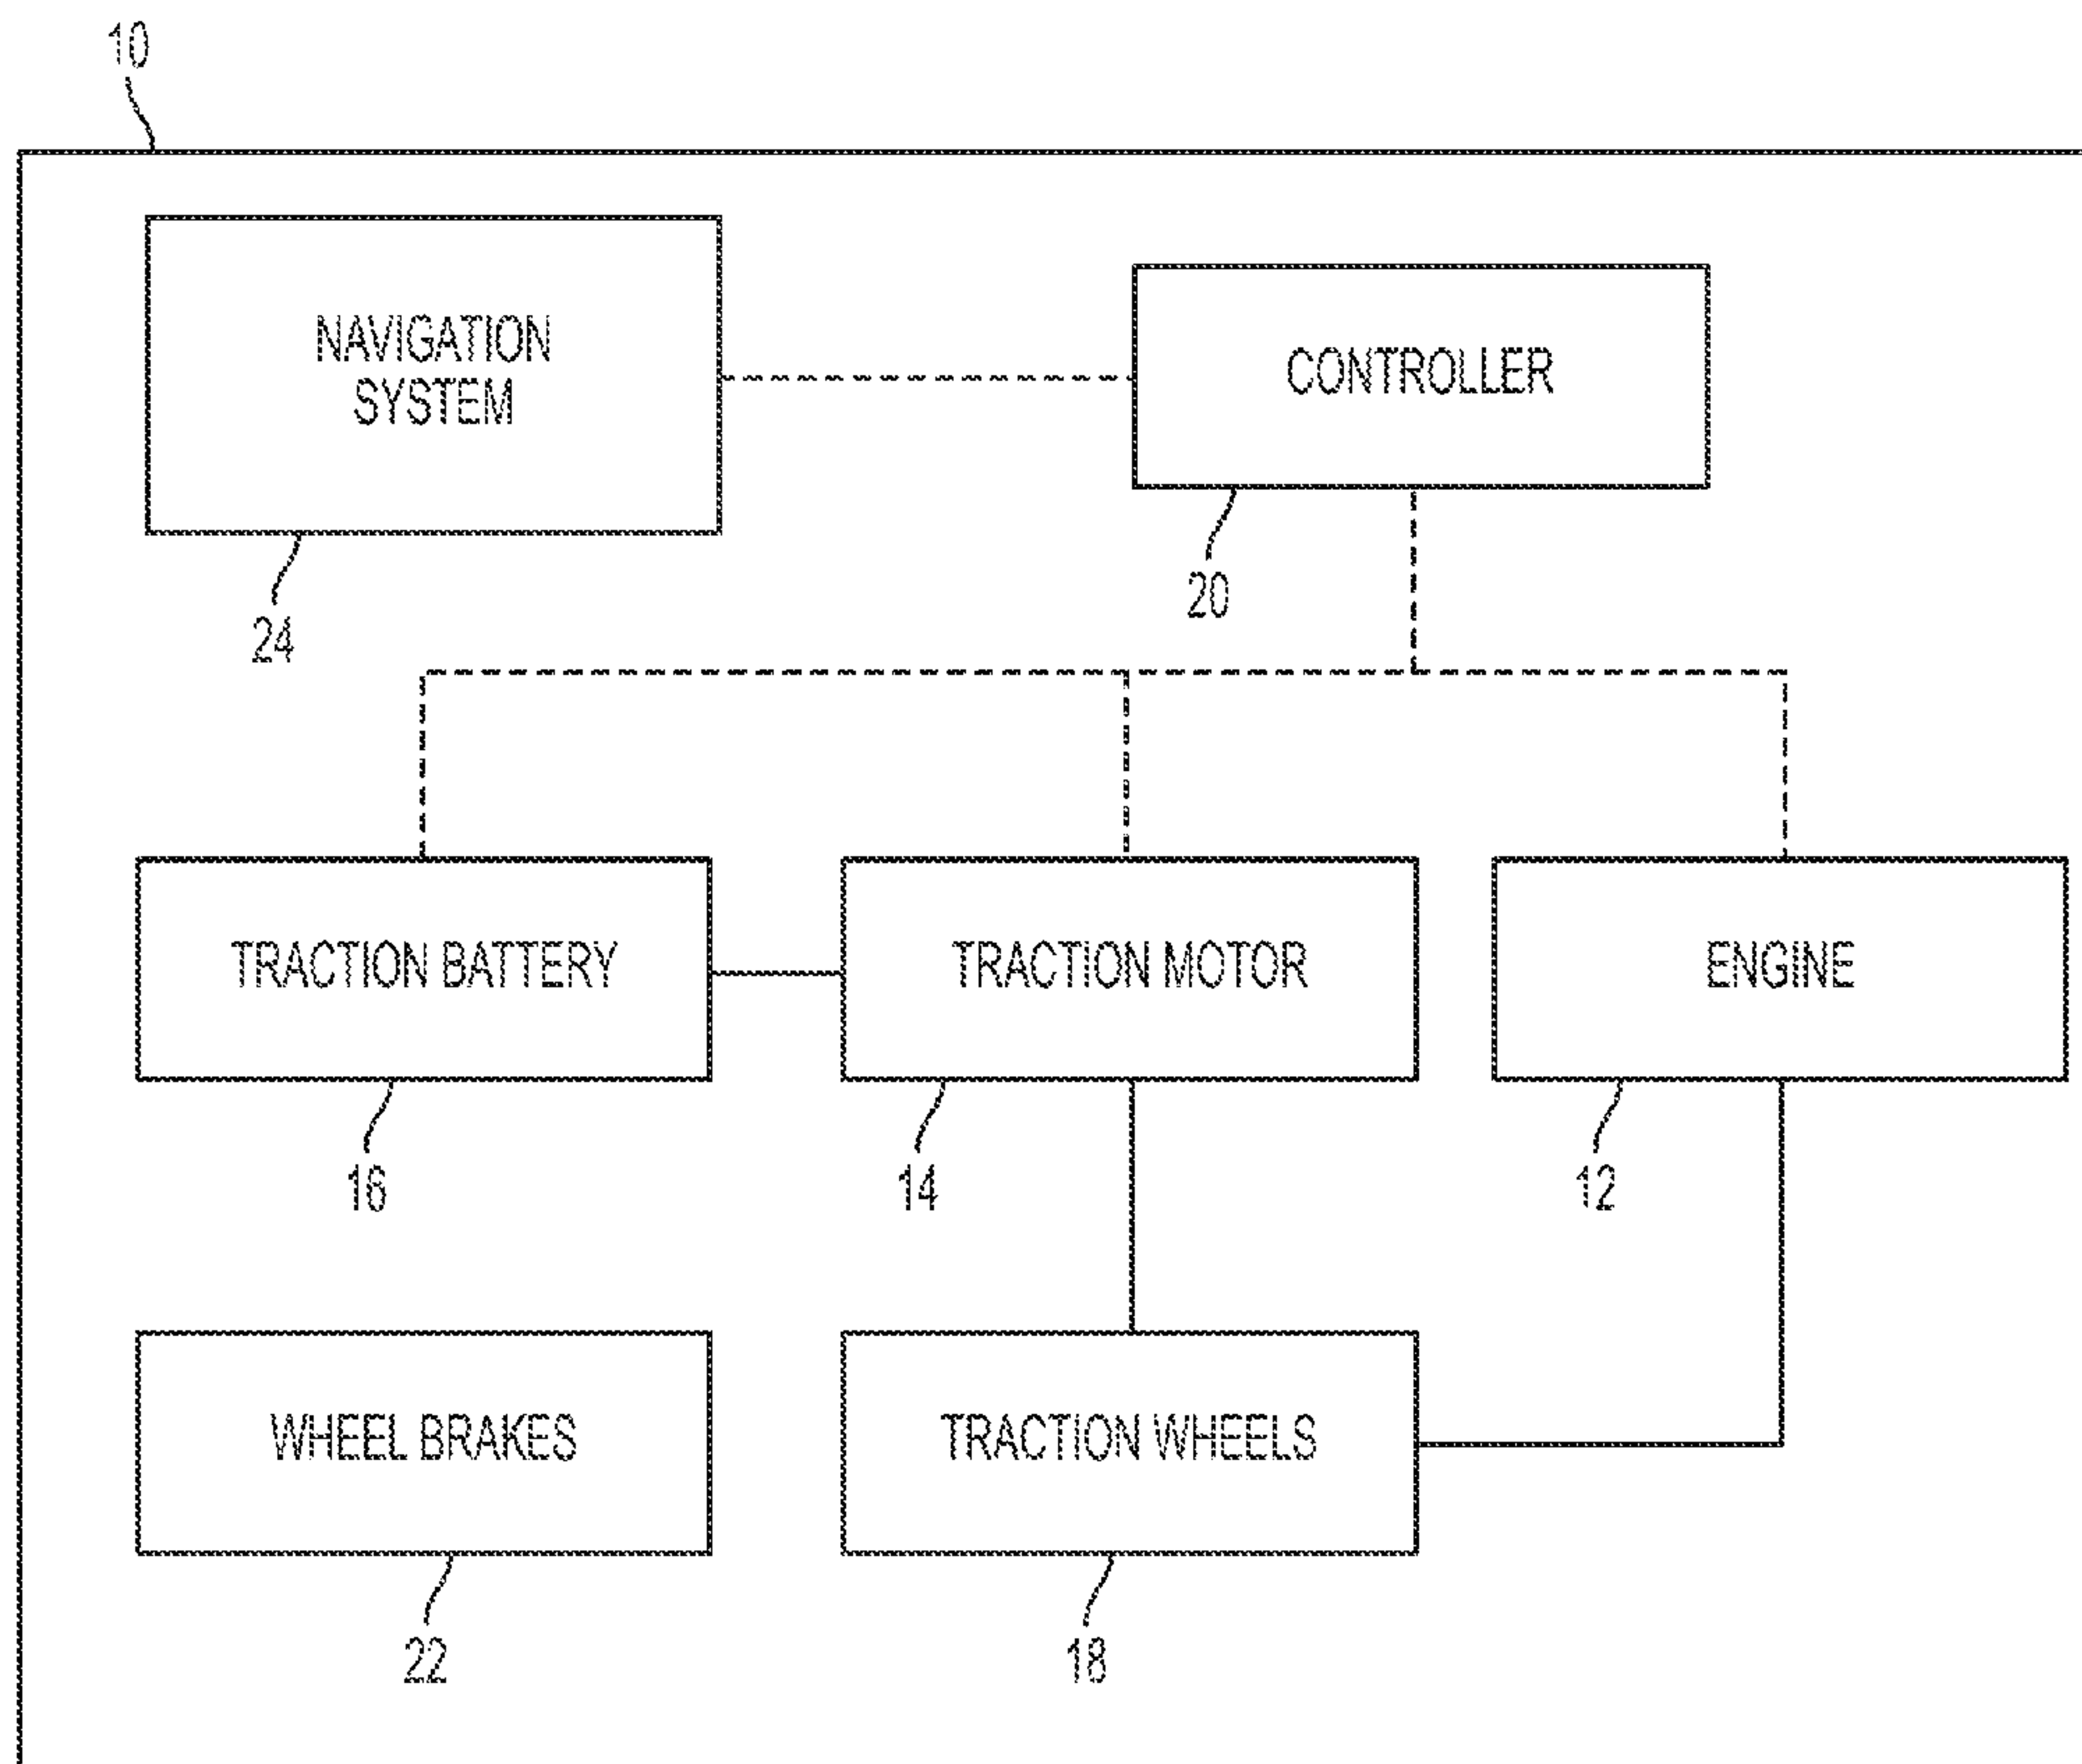 10
NAVIGATION
SYSTEM
CONTROLLER
20
24
TRACTION BATTERY
TRACTION MOTOR
ENGINE
16
14
12
WHEEL BRAKES
TRACTION WHEELS
22
18